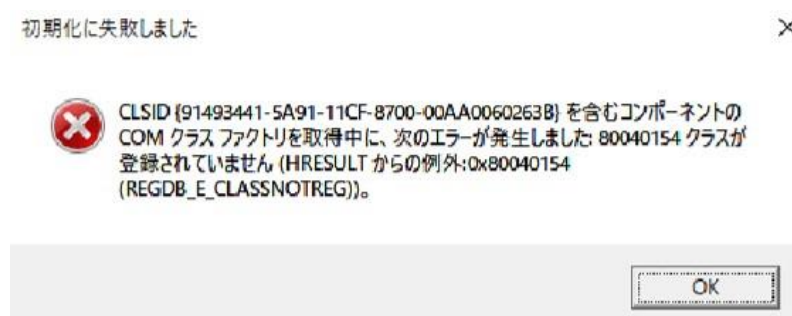 初期化に失敗しました
CLSID {91493441-5A91-11CF-8700-00AA0060263B} を含むコンポーネントの
COM クラス ファクトリを取得中に、次のエラーが発生しました: 80040154 クラスが
登録されていません (HRESULT からの例外:0x80040154
(REGDB_E_CLASSNOTREG))。
OK